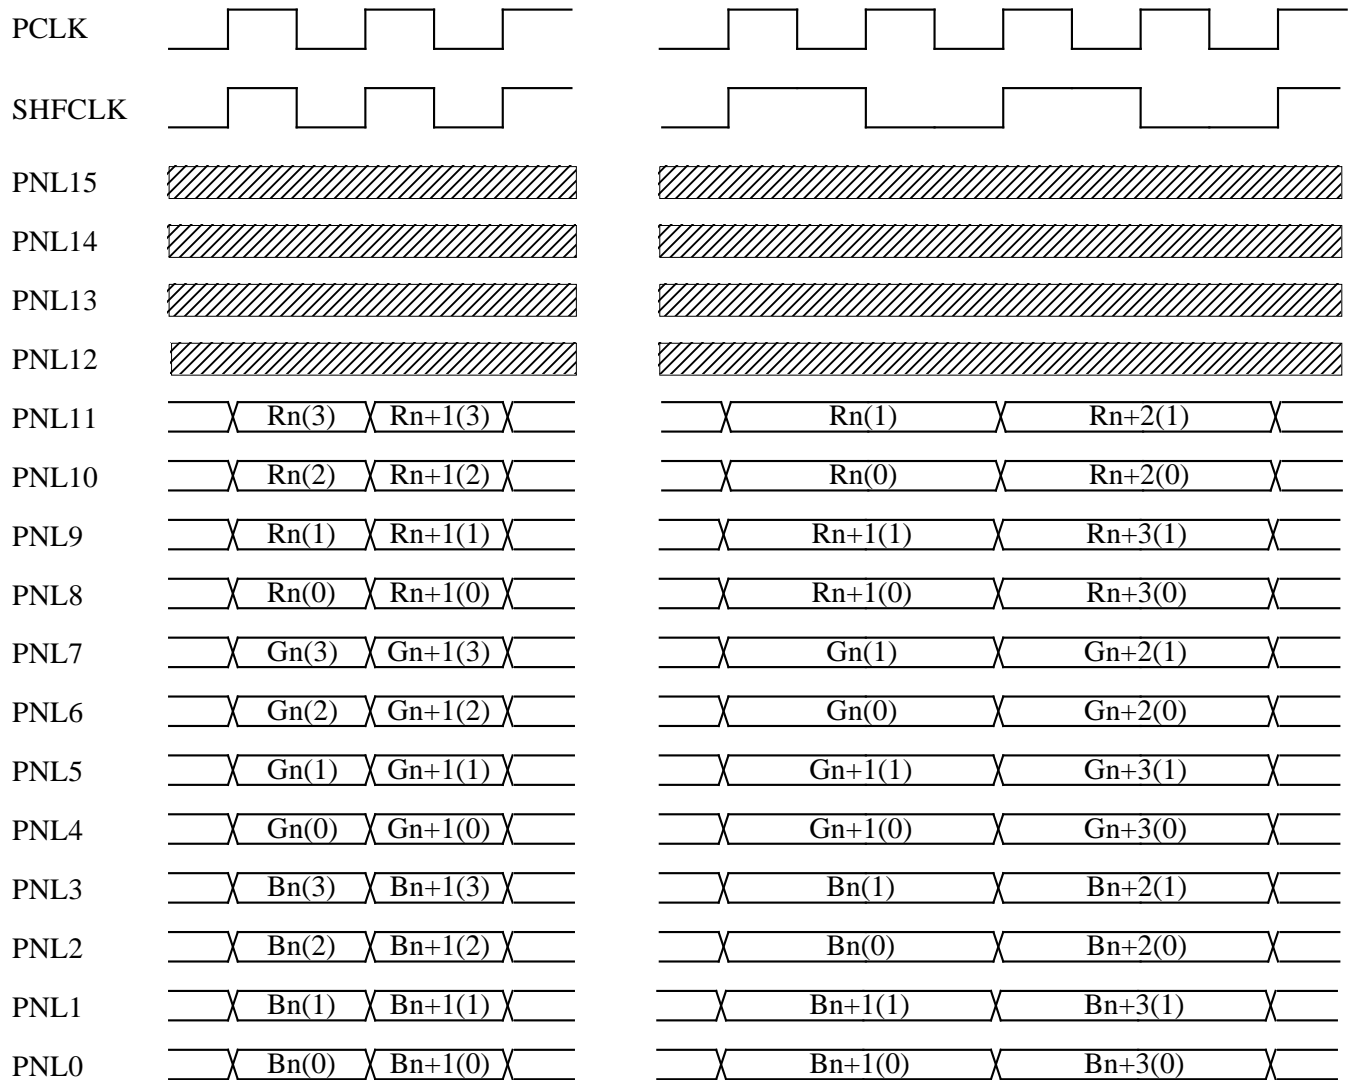 PCLK
SHFCLK
PNL15
PNL14
PNL13
PNL12
PNL11 Rn(3) Rn+1(3) Rn(1) Rn+2(1)
PNL10 Rn(2) Rn+1(2) Rn(0) Rn+2(0)
PNL9 Rn(1) Rn+1(1) Rn+1(1) Rn+3(1)
PNL8 Rn(0) Rn+1(0) Rn+1(0) Rn+3(0)
PNL7 Gn(3) Gn+1(3) Gn(1) Gn+2(1)
PNL6 Gn(2) Gn+1(2) Gn(0) Gn+2(0)
PNL5 Gn(1) Gn+1(1) Gn+1(1) Gn+3(1)
PNL4 Gn(0) Gn+1(0) Gn+1(0) Gn+3(0)
PNL3 Bn(3) Bn+1(3) Bn(1) Bn+2(1)
PNL2 Bn(2) Bn+1(2) Bn(0) Bn+2(0)
PNL1 Bn(1) Bn+1(1) Bn+1(1) Bn+3(1)
PNL0 Bn(0) Bn+1(0) Bn+1(0) Bn+3(0)